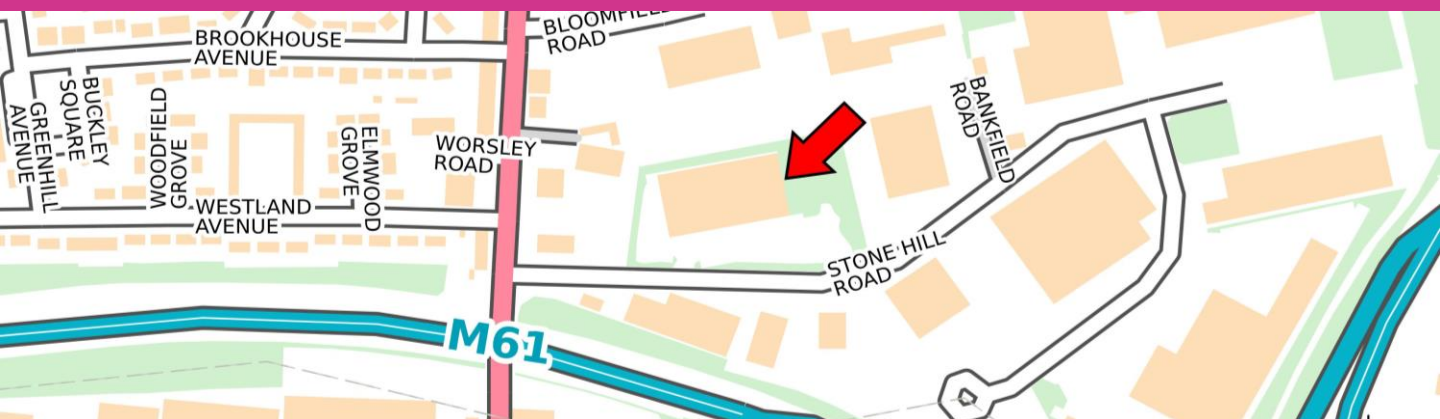 BLOOMFIELD
ROAD
BROOKHOUSE
AVENUE
BUCKLEY
SQUARE
GREENHILL
AVENUE
WOODFIELD
GROVE
ELMWOOD
GROVE
WORSLEY
ROAD
BANKFIELD
ROAD
WESTLAND
AVENUE
STONE HILL
ROAD
M61